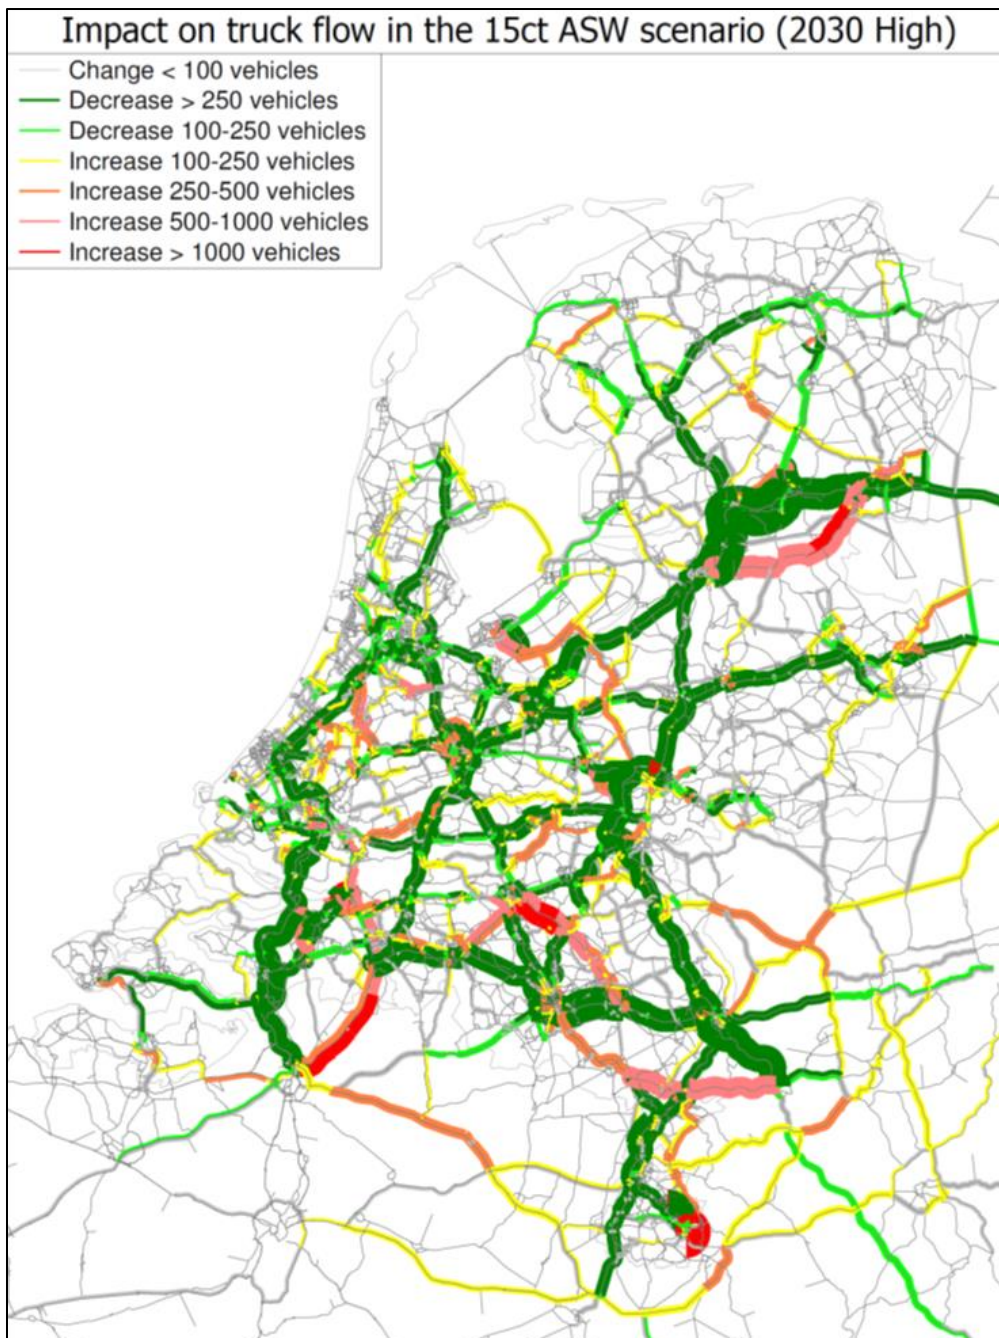 Impact on truck flow in the 15ct ASW scenario (2030 High)
Change < 100 vehicles
Decrease > 250 vehicles
Decrease 100-250 vehicles
Increase 100-250 vehicles
Increase 250-500 vehicles
Increase 500-1000 vehicles
Increase > 1000 vehicles